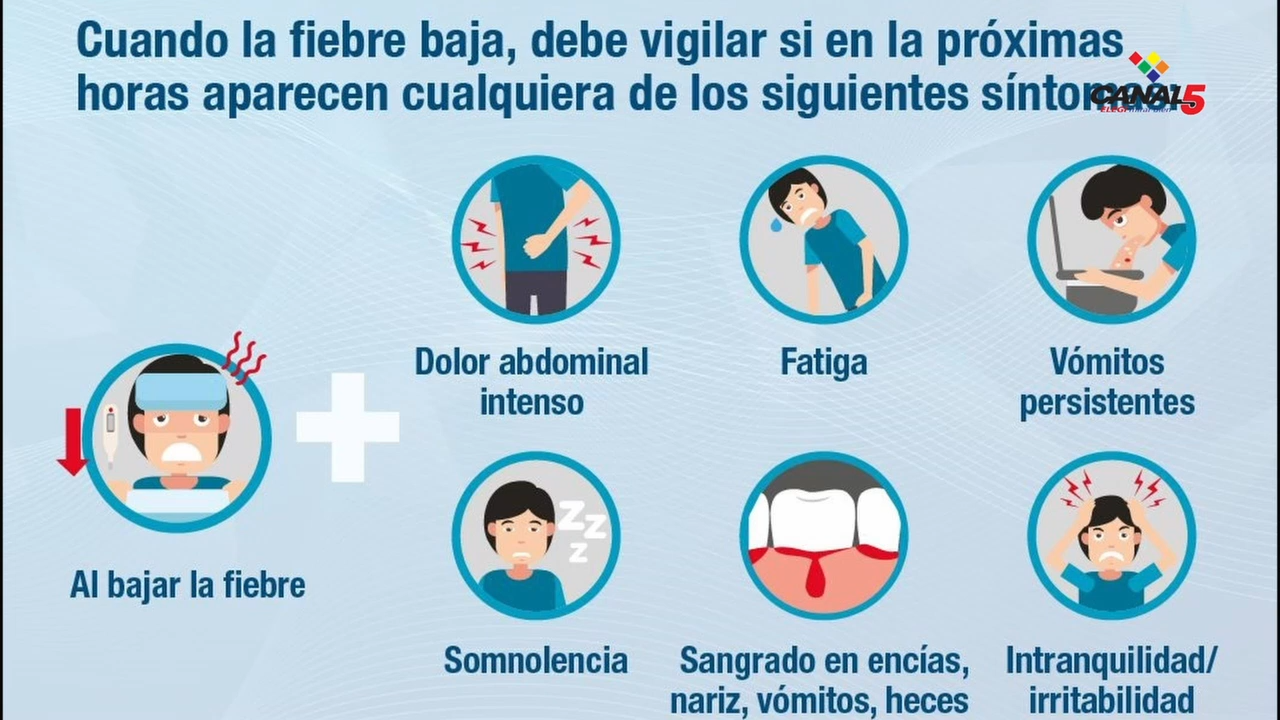 Cuando la fiebre baja, debe vigilar si en la próximas
horas aparecen cualquiera de los siguientes
CANAL 5
Dolor abdominal
intenso
Fatiga
Vómitos
persistentes
Al bajar la fiebre
Z Z Z
Somnolencia
Sangrado en encías,
nariz, vómitos, heces
Intranquilidad/
irritabilidad